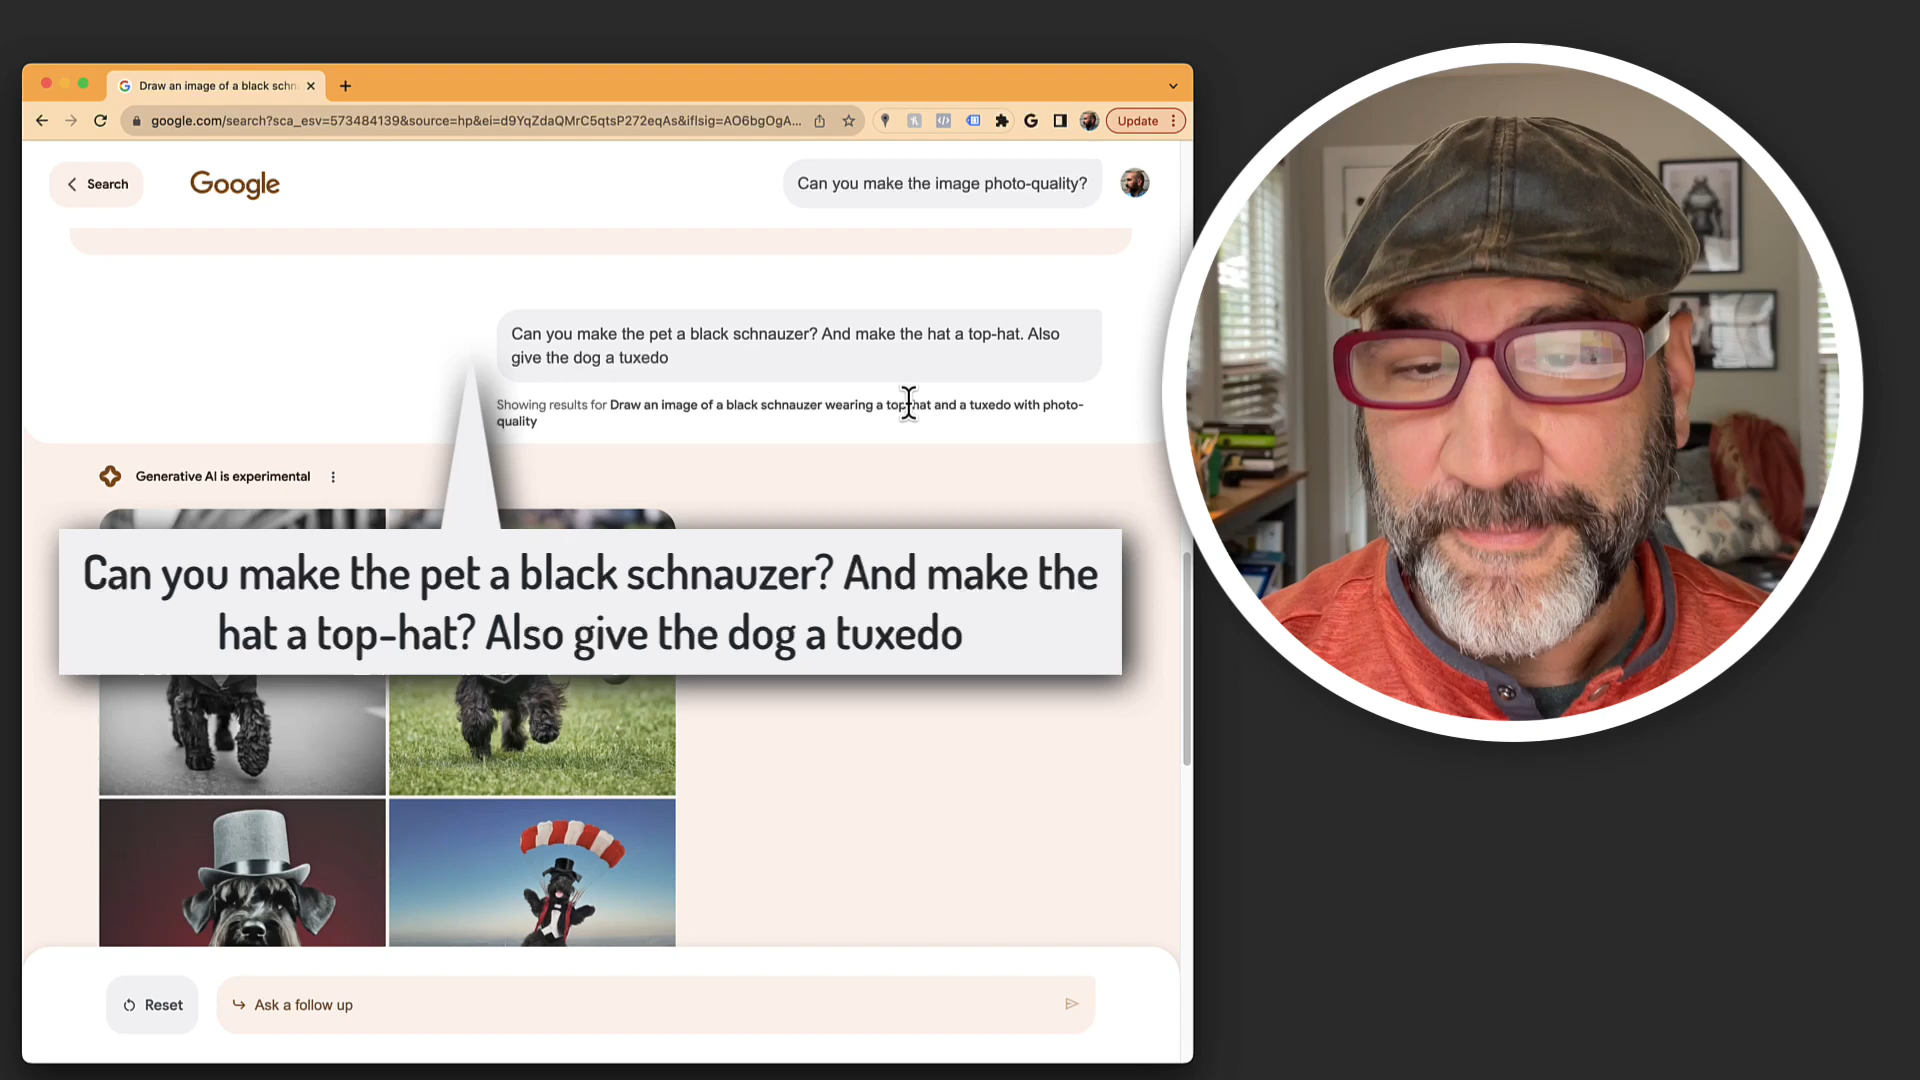 Draw an image of a black schn
google.com/search?sca_esv=573484139&source=hp&ei=d9YqZdaQMrC5qtsP272eqAs&iflsig=AO6bgOgA...
Update
Search
Google
Can you make the image photo-quality?
Can you make the pet a black schnauzer? And make the hat a top-hat. Also
give the dog a tuxedo
Showing results for Draw an image of a black schnauzer wearing a top hat and a tuxedo with photo-
quality
Generative AI is experimental
Can you make the pet a black schnauzer? And make the
hat a top-hat? Also give the dog a tuxedo
Reset
Ask a follow up